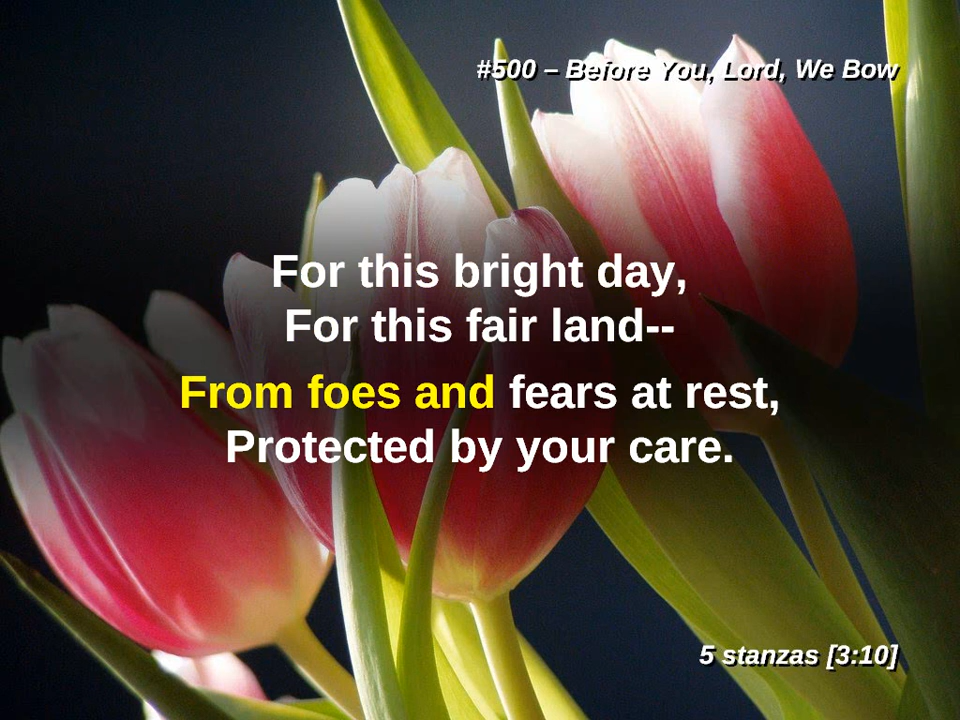 #500 – Before You, Lord, We Bow
For this bright day,
For this fair land--
From foes and fears at rest,
Protected by your care.
5 stanzas [3:10]